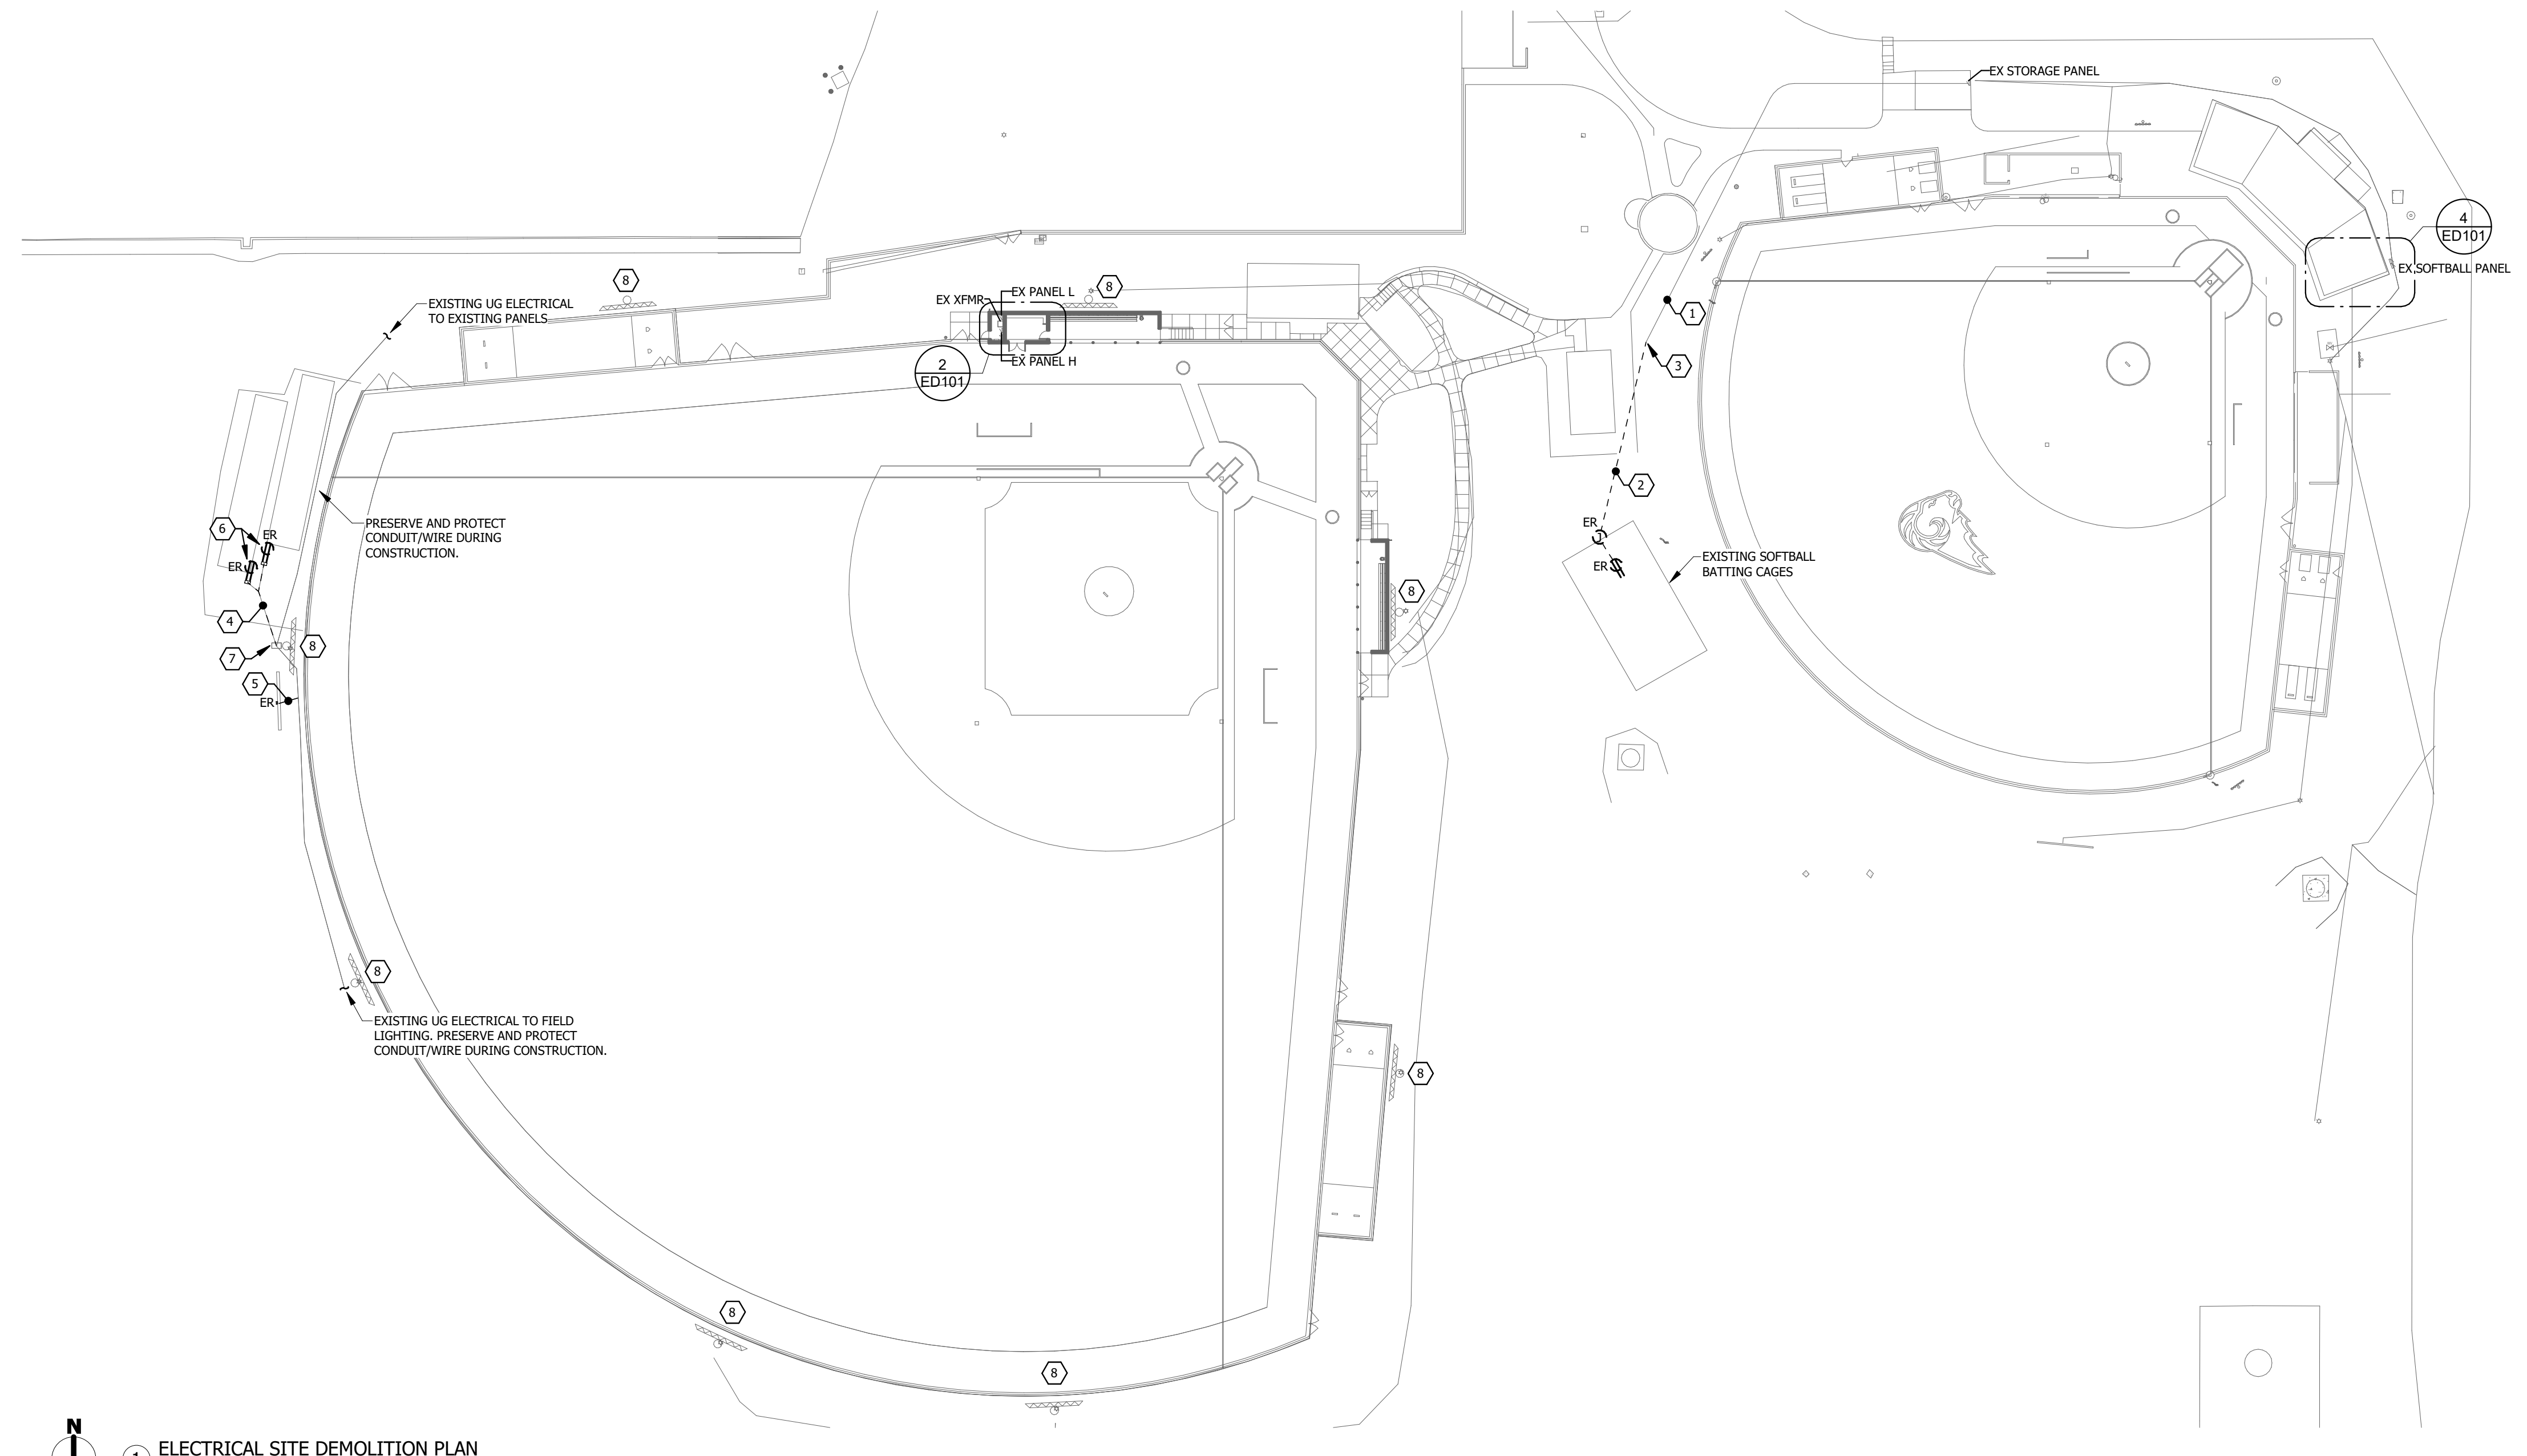 EX STORAGE PANEL
4
ED101
EX SOFTBALL PANEL
8
8
EXISTING UG ELECTRICAL
TO EXISTING PANELS
EX XFMR
EX PANEL L
EX PANEL H
2
ED101
1
3
2
ER
ER
EXISTING SOFTBALL
BATTING CAGES
PRESERVE AND PROTECT
CONDUIT/WIRE DURING
CONSTRUCTION.
6
ER
ER
4
7
8
5
ER
8
8
EXISTING UG ELECTRICAL TO FIELD
LIGHTING. PRESERVE AND PROTECT
CONDUIT/WIRE DURING CONSTRUCTION.
8
8
8
N
1
ELECTRICAL SITE DEMOLITION PLAN